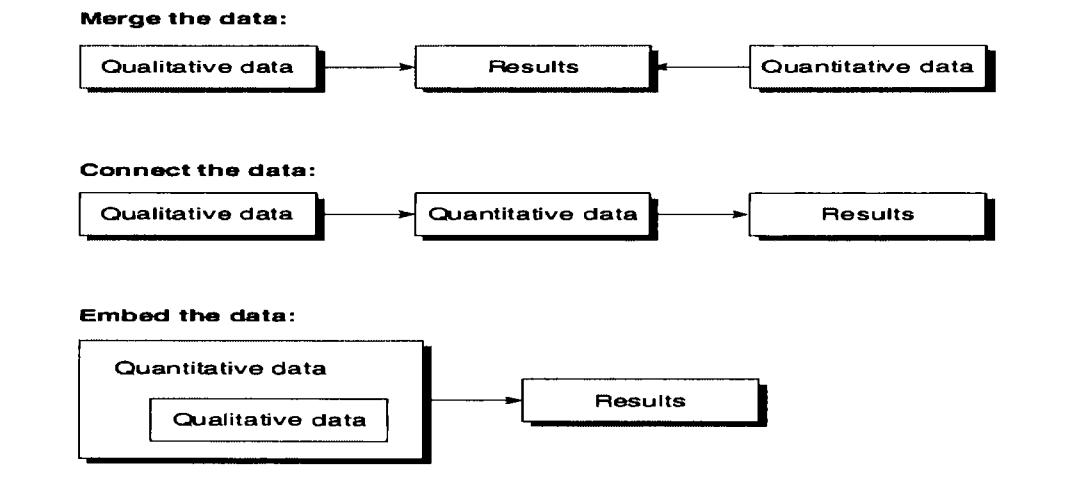 Merge the data:
Qualitative data
Results
Quantitative data
Connect the data:
Qualitative data
Quantitative data
Results
Embed the data:
Quantitative data
Qualitative data
Results